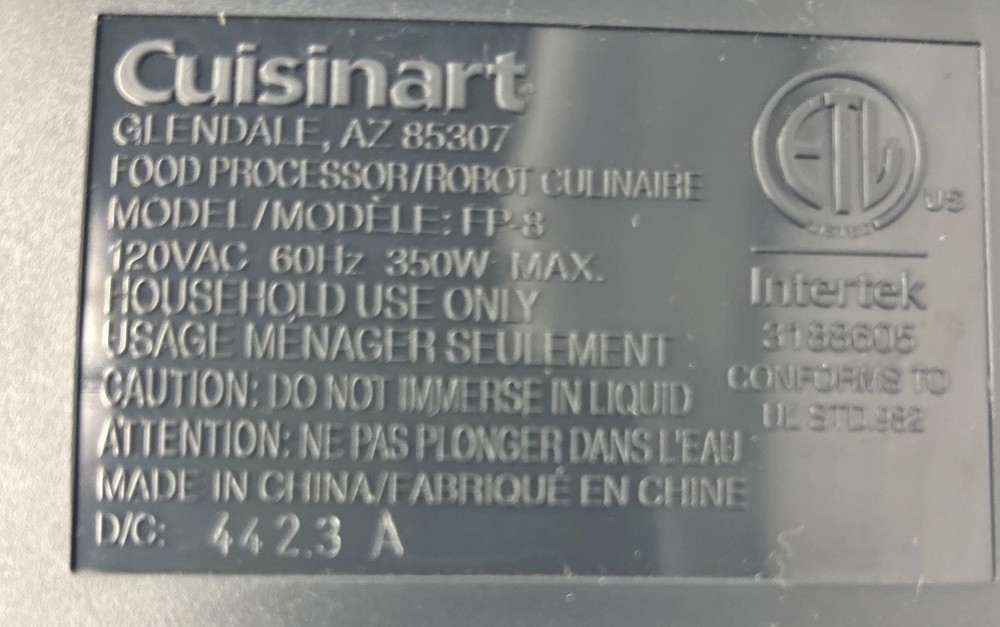 Cuisinart
GLENDALE, AZ 85307
FOOD PROCESSOR/ROBOT CULINAIRE
MODEL/MODÈLE: FP-8
120VAC 60Hz 350W MAX.
HOUSEHOLD USE ONLY
USAGE MÉNAGER SEULEMENT
CAUTION: DO NOT IMMERSE IN LIQUID
ATTENTION: NE PAS PLONGER DANS L'EAU
MADE IN CHINA/FABRIQUÉ EN CHINE
D/C: 442.3 A
ETL
LISTED
US
Intertek
3188605
CONFORMS TO
UL STD.982